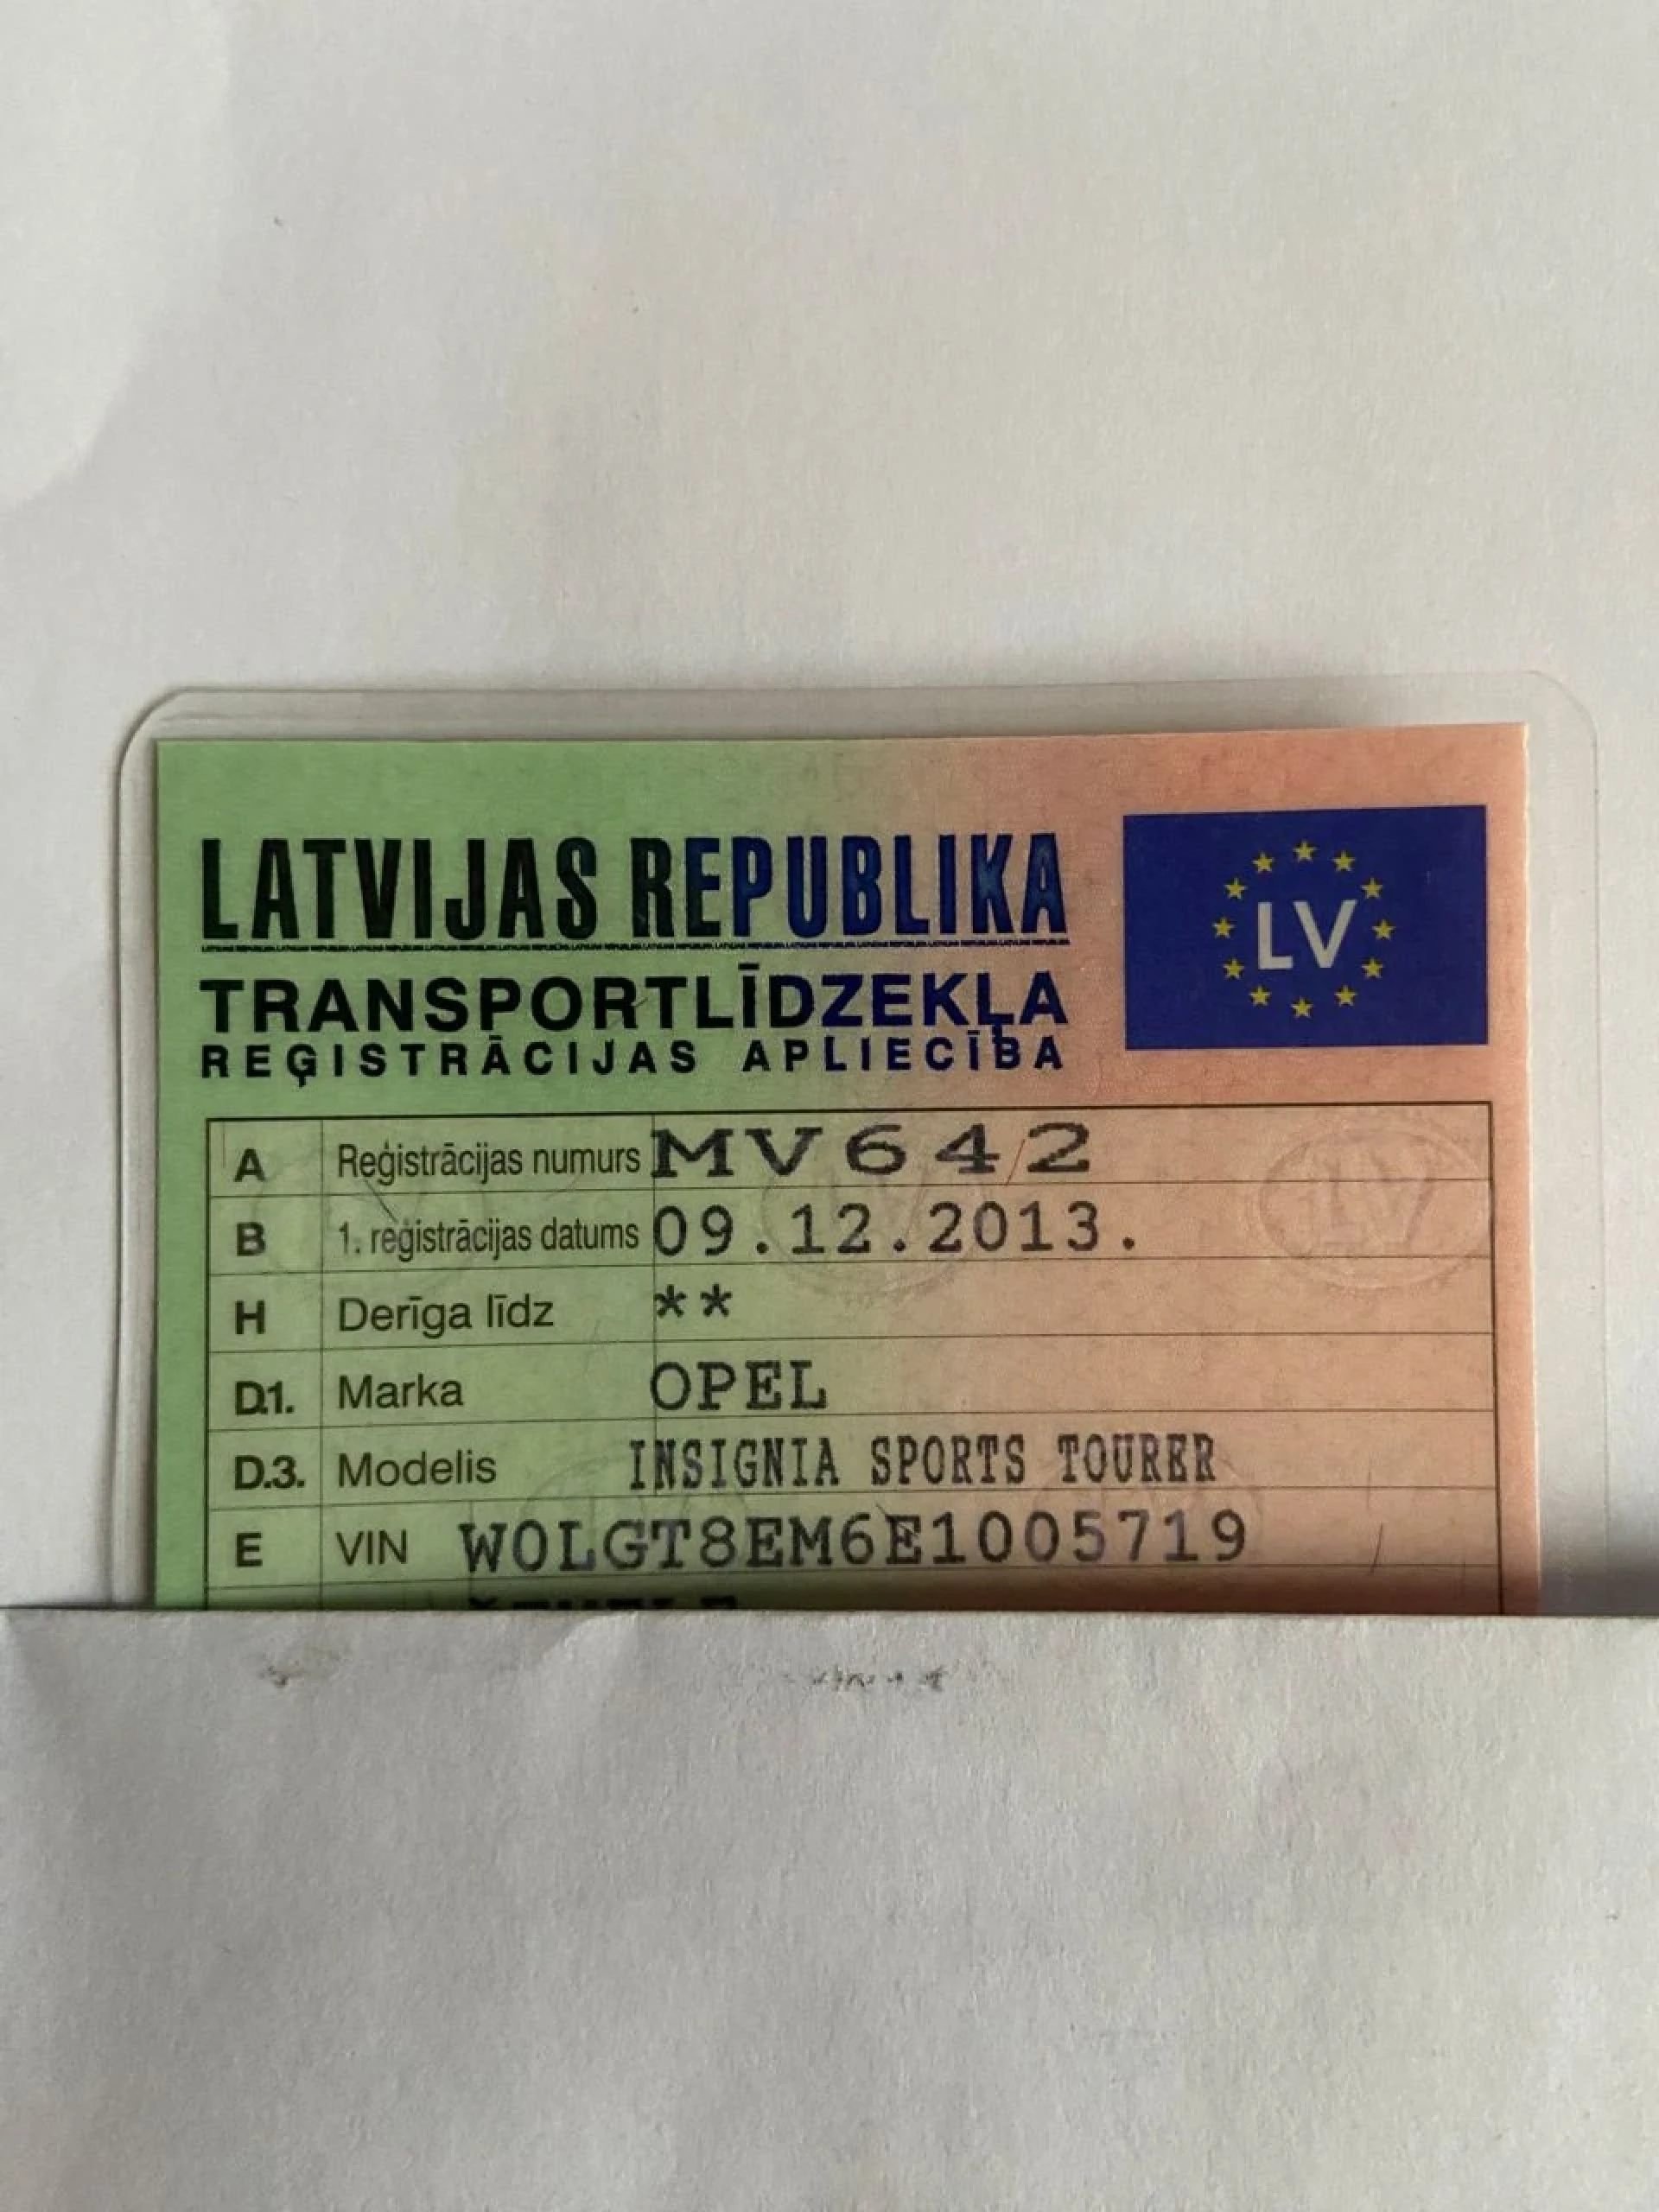 LATVIJAS REPUBLIKA
LV
TRANSPORTLĪDZEKĻA
REĢISTRĀCIJAS APLIECĪBA
A Reģistrācijas numurs MV642
B 1. reģistrācijas datums 09.12.2013.
H Derīga līdz **
D.1. Marka OPEL
D.3. Modelis INSIGNIA SPORTS TOURER
E VIN W0LGT8EM6E1005719